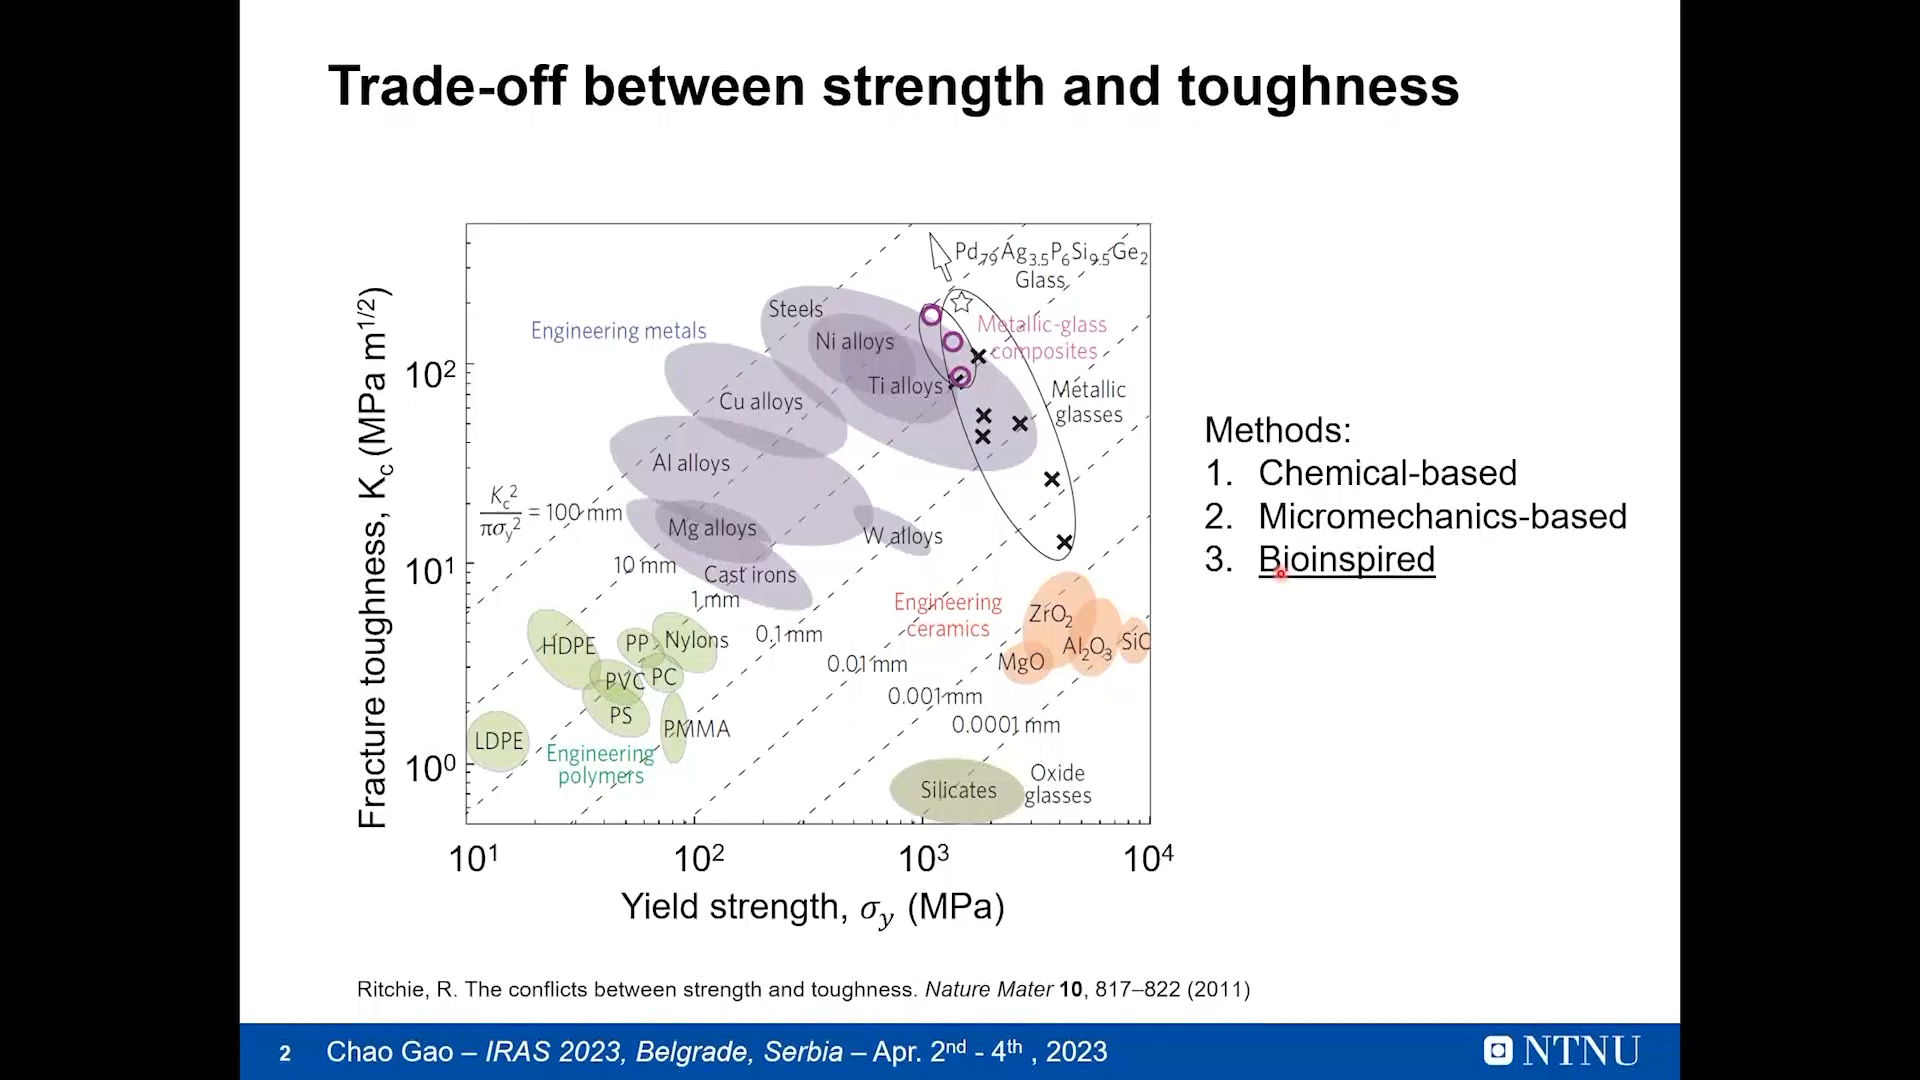 Trade-off between strength and toughness
Fracture toughness, Kc (MPa m^1/2)
10²
10¹
10⁰
Pd79Ag3.5P6Si9.5Ge2
Glass
Steels
Engineering metals
Metallic-glass
composites
Ni alloys
Ti alloys
Metallic
glasses
Cu alloys
Al alloys
Kc²/πσy² = 100 mm
Mg alloys
W alloys
10 mm
Cast irons
1 mm
Engineering
ceramics
ZrO₂
0.1 mm
HDPE
PP
Nylons
Al₂O₃
SiC
0.01 mm
MgO
PVC
PC
0.001 mm
PS
0.0001 mm
PMMA
LDPE
Engineering
polymers
Silicates
Oxide
glasses
10¹
10²
10³
10⁴
Yield strength, σy (MPa)
Methods:
1. Chemical-based
2. Micromechanics-based
3. Bioinspired
Ritchie, R. The conflicts between strength and toughness. Nature Mater 10, 817–822 (2011)
2 Chao Gao – IRAS 2023, Belgrade, Serbia – Apr. 2nd - 4th , 2023
NTNU